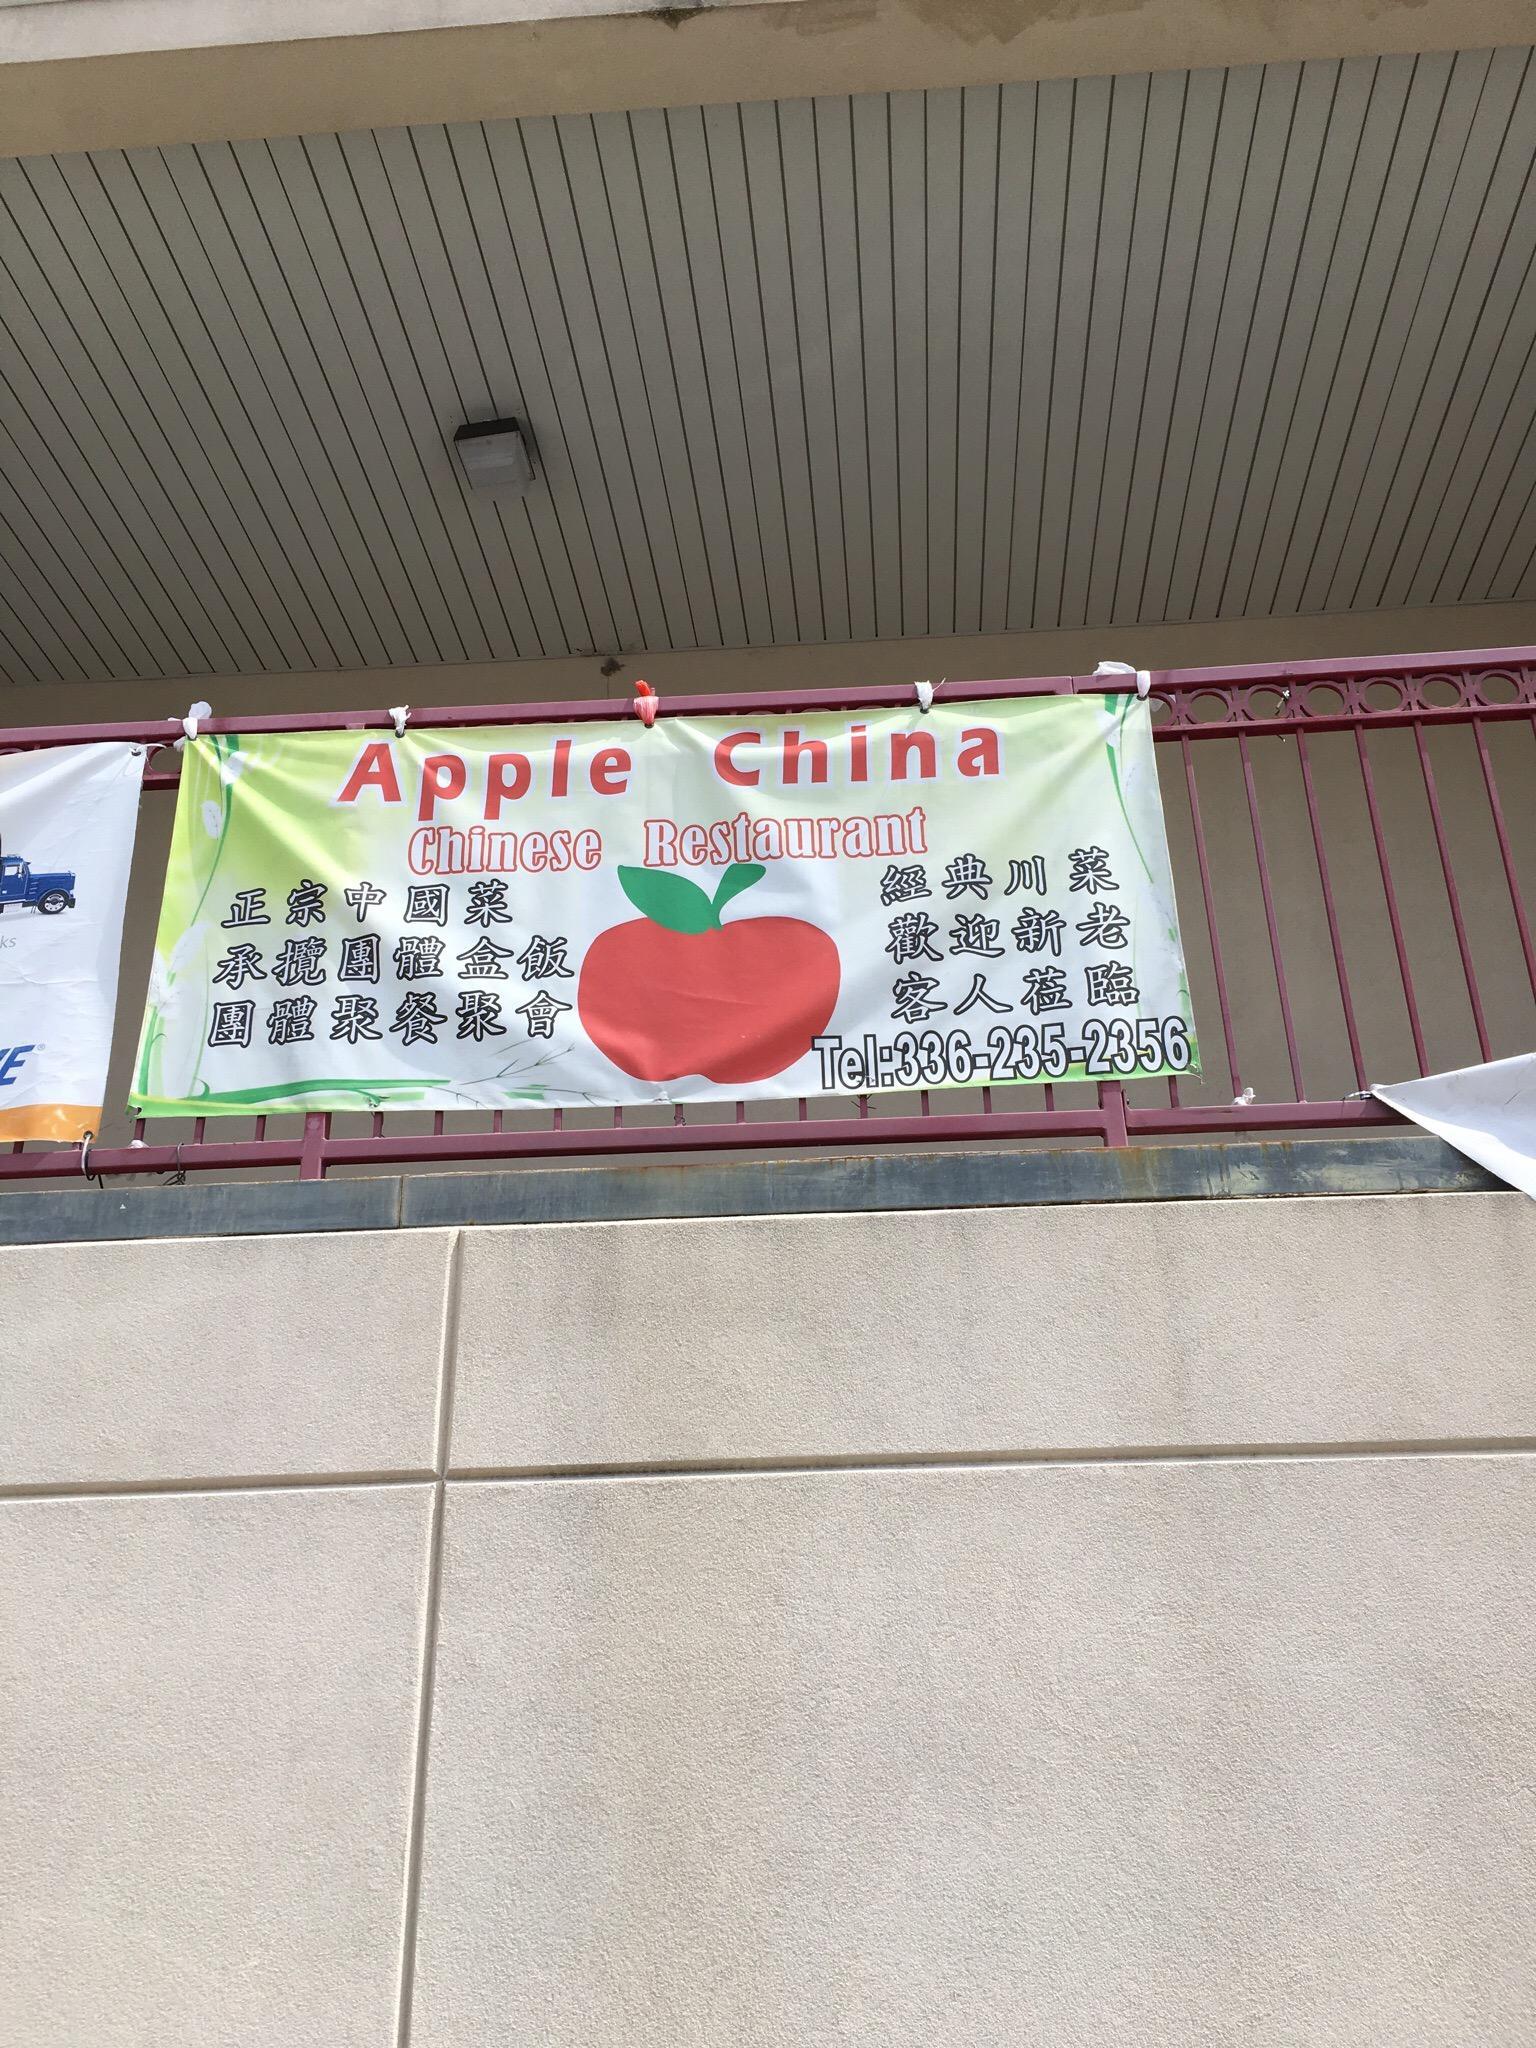 Apple China
Chinese Restaurant
正宗中國菜
承攬團體盒飯
團體聚餐聚會
經典川菜
歡迎新老
客人蒞臨
Tel:336-235-2356
ks